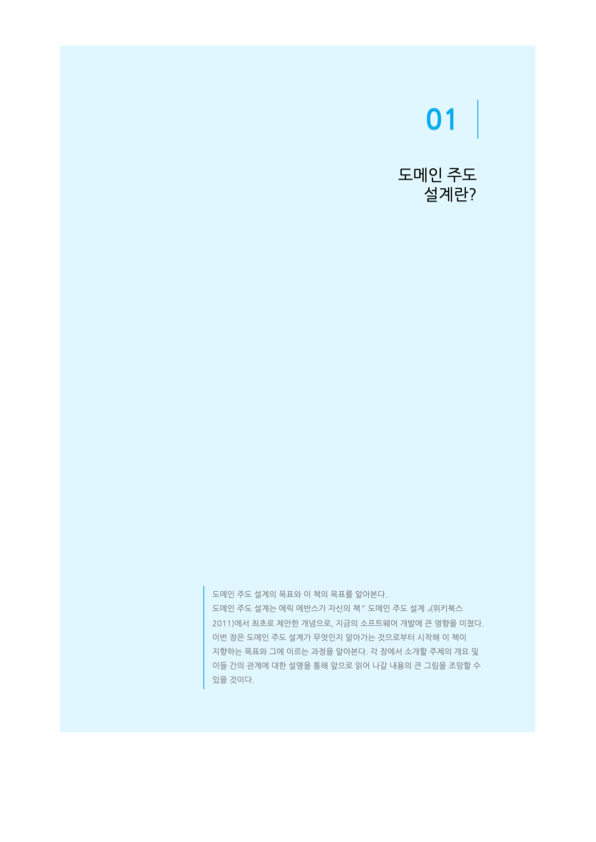 01
도메인 주도
설계란?
도메인 주도 설계의 목표와 이 책의 목표를 알아본다.
도메인 주도 설계는 에릭 에반스가 자신의 책 『 도메인 주도 설계 』(위키북스
2011)에서 최초로 제안한 개념으로, 지금의 소프트웨어 개발에 큰 영향을 미쳤다.
이번 장은 도메인 주도 설계가 무엇인지 알아가는 것으로부터 시작해 이 책이
지향하는 목표와 그에 이르는 과정을 알아본다. 각 장에서 소개할 주제의 개요 및
이들 간의 관계에 대한 설명을 통해 앞으로 읽어 나갈 내용의 큰 그림을 조망할 수
있을 것이다.